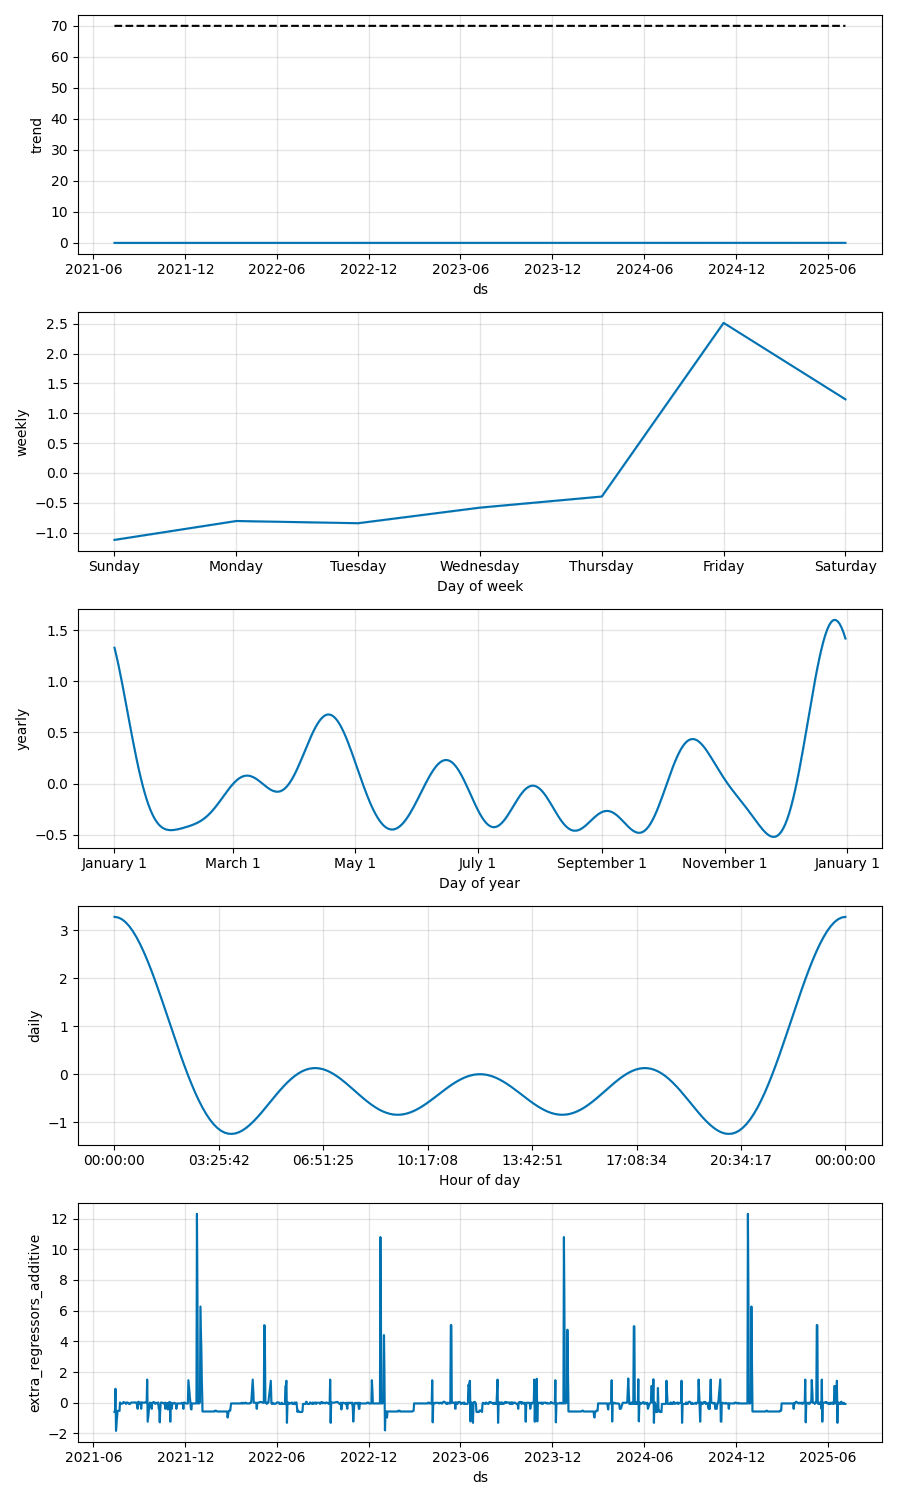 70
60
50
40
30
20
10
0
trend
2021-06 2021-12 2022-06 2022-12 2023-06 2023-12 2024-06 2024-12 2025-06
ds
2.5
2.0
1.5
1.0
0.5
0.0
−0.5
−1.0
weekly
Sunday Monday Tuesday Wednesday Thursday Friday Saturday
Day of week
1.5
1.0
0.5
0.0
−0.5
yearly
January 1 March 1 May 1 July 1 September 1 November 1 January 1
Day of year
3
2
1
0
−1
daily
00:00:00 03:25:42 06:51:25 10:17:08 13:42:51 17:08:34 20:34:17 00:00:00
Hour of day
12
10
8
6
4
2
0
−2
extra_regressors_additive
2021-06 2021-12 2022-06 2022-12 2023-06 2023-12 2024-06 2024-12 2025-06
ds